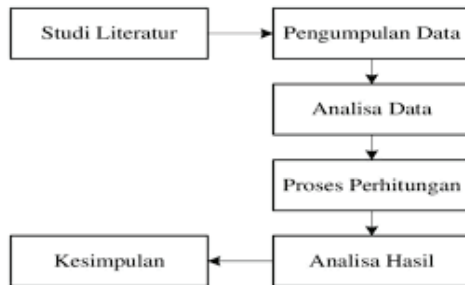 Studi Literatur
Pengumpulan Data
Analisa Data
Proses Perhitungan
Analisa Hasil
Kesimpulan